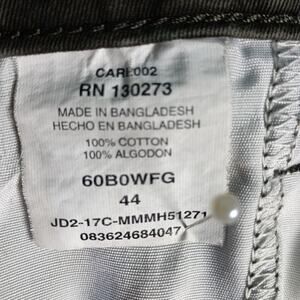 CARE002
RN 130273
MADE IN BANGLADESH
HECHO EN BANGLADESH
100% COTTON
100% ALGODON
60B0WFG
44
JD2-17C-MMMH51271
083624684047